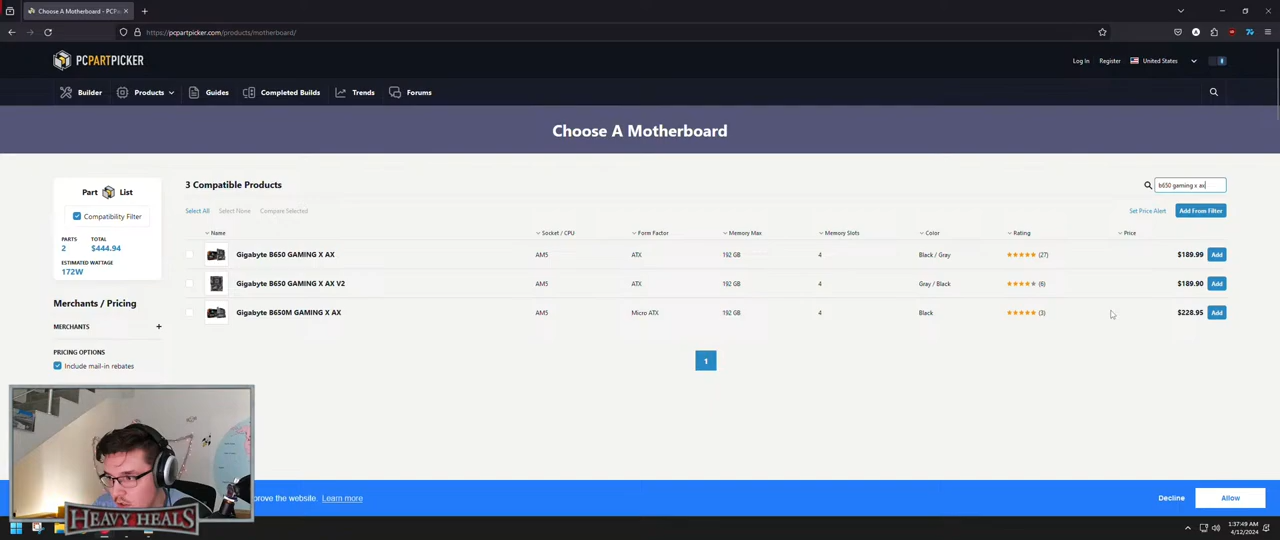 Choose A Motherboard - PCPa
https://pcpartpicker.com/products/motherboard/
PCPARTPICKER
Log In Register United States
Builder Products Guides Completed Builds Trends Forums
Choose A Motherboard
Part List
Compatibility Filter
PARTS TOTAL
2 $444.94
ESTIMATED WATTAGE
172W
Merchants / Pricing
MERCHANTS +
PRICING OPTIONS
Include mail-in rebates
3 Compatible Products
b650 gaming x ax
Select All Select None Compare Selected
Set Price Alert Add From Filter
Name Socket / CPU Form Factor Memory Max Memory Slots Color Rating Price
Gigabyte B650 GAMING X AX AM5 ATX 192 GB 4 Black / Gray (27) $189.99 Add
Gigabyte B650 GAMING X AX V2 AM5 ATX 192 GB 4 Gray / Black (6) $189.90 Add
Gigabyte B650M GAMING X AX AM5 Micro ATX 192 GB 4 Black (3) $228.95 Add
1
prove the website. Learn more
Decline Allow
HEAVY HEALS
1:37:49 AM
4/12/2024